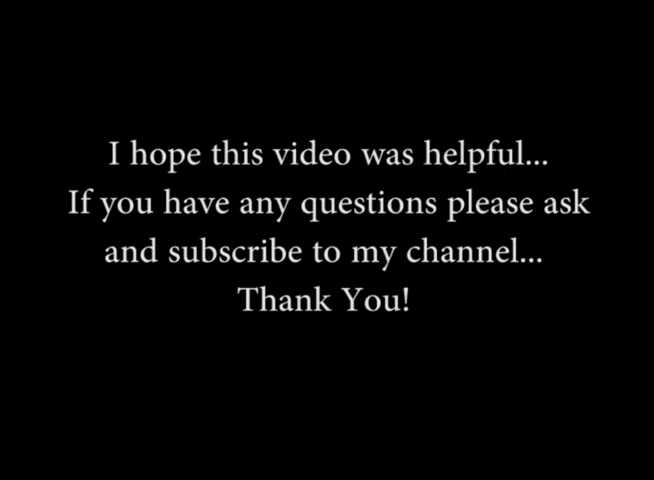 I hope this video was helpful...
If you have any questions please ask
and subscribe to my channel...
Thank You!